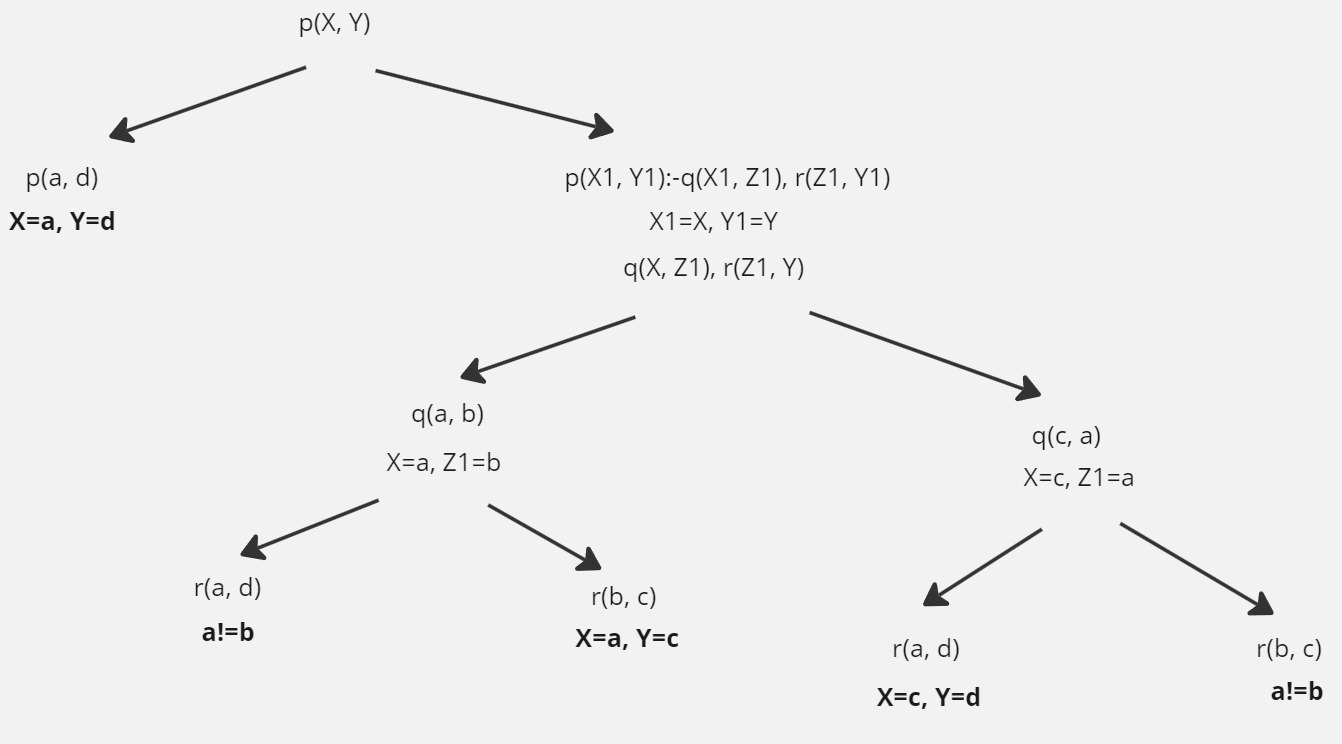 p(X, Y)
p(a, d)
X=a, Y=d
p(X1, Y1):-q(X1, Z1), r(Z1, Y1)
X1=X, Y1=Y
q(X, Z1), r(Z1, Y)
q(a, b)
X=a, Z1=b
q(c, a)
X=c, Z1=a
r(a, d)
a!=b
r(b, c)
X=a, Y=c
r(a, d)
X=c, Y=d
r(b, c)
a!=b